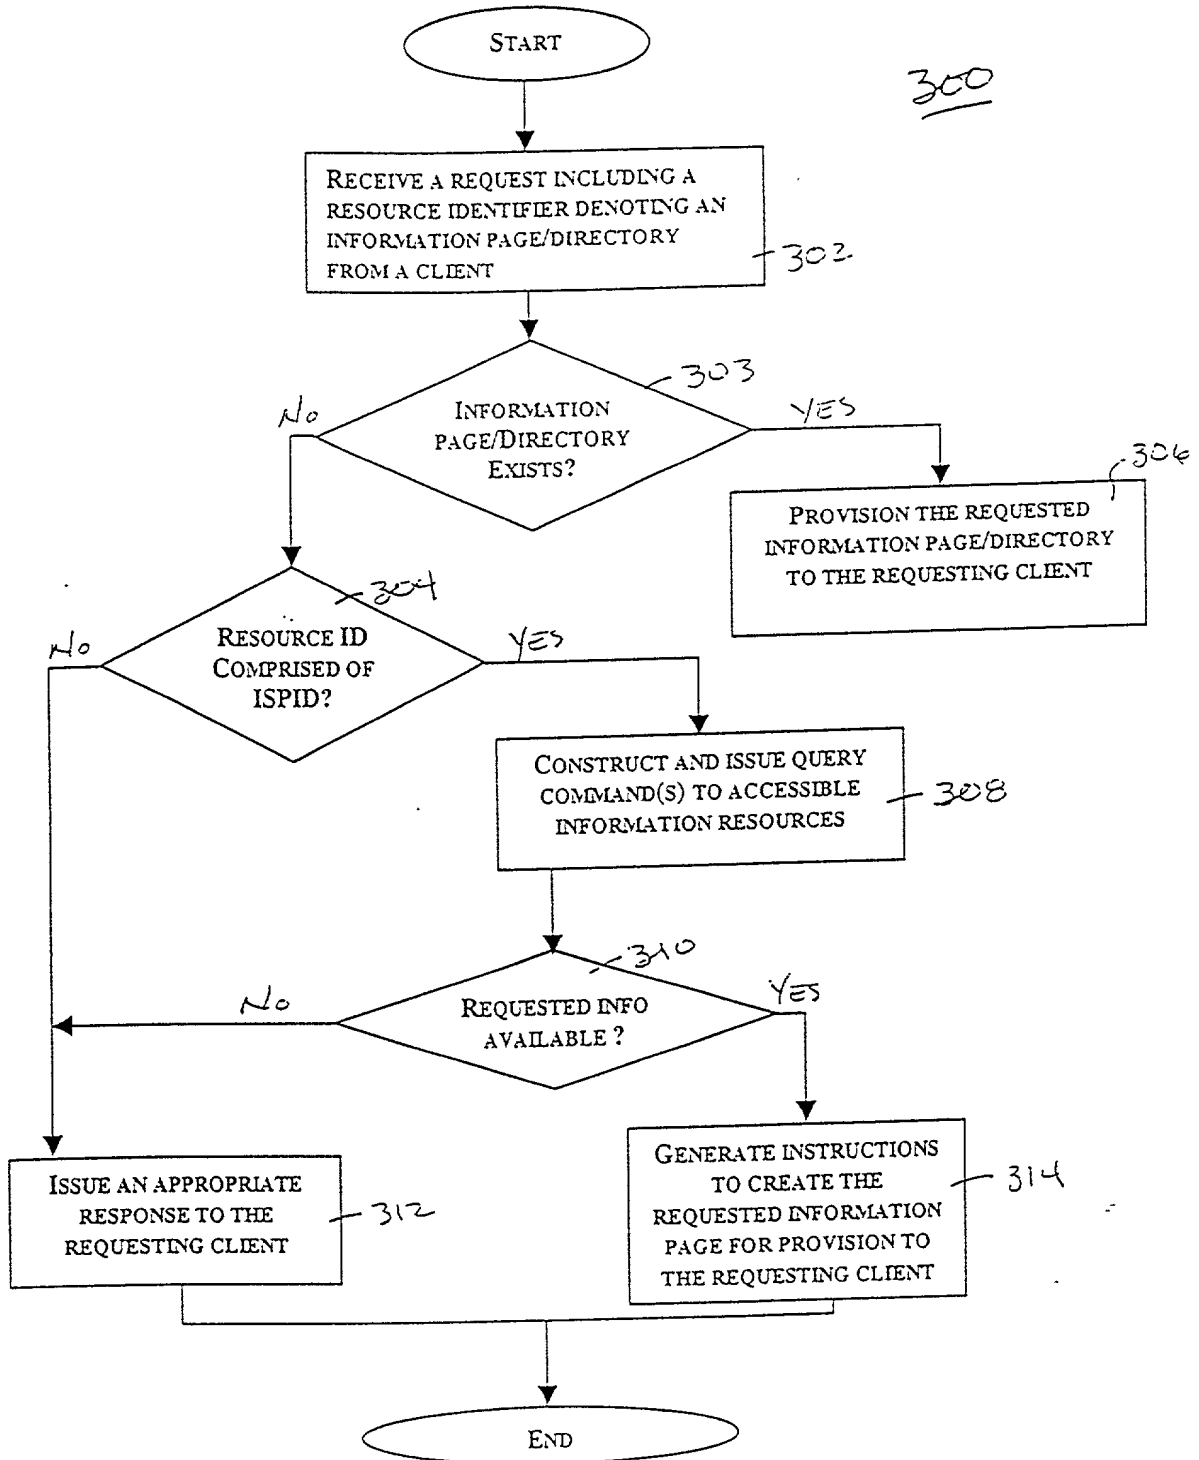 START
300
RECEIVE A REQUEST INCLUDING A
RESOURCE IDENTIFIER DENOTING AN
INFORMATION PAGE/DIRECTORY
FROM A CLIENT
302
303
INFORMATION
PAGE/DIRECTORY
EXISTS?
No
YES
306
PROVISION THE REQUESTED
INFORMATION PAGE/DIRECTORY
TO THE REQUESTING CLIENT
304
RESOURCE ID
COMPRISED OF
ISPID?
No
YES
CONSTRUCT AND ISSUE QUERY
COMMAND(S) TO ACCESSIBLE
INFORMATION RESOURCES
308
310
REQUESTED INFO
AVAILABLE ?
No
YES
ISSUE AN APPROPRIATE
RESPONSE TO THE
REQUESTING CLIENT
312
GENERATE INSTRUCTIONS
TO CREATE THE
REQUESTED INFORMATION
PAGE FOR PROVISION TO
THE REQUESTING CLIENT
314
END